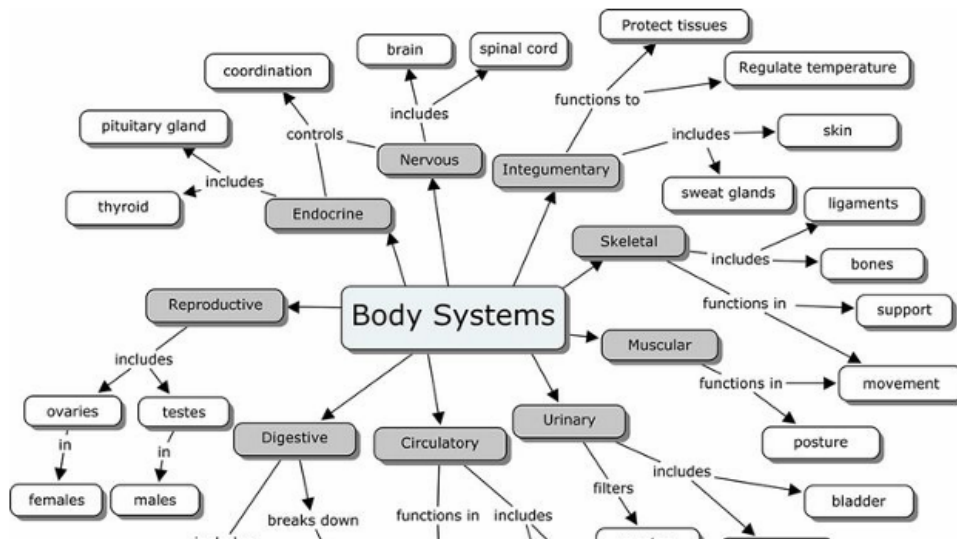 Protect tissues
brain
spinal cord
coordination
Regulate temperature
functions to
includes
pituitary gland
controls
includes
skin
Nervous
Integumentary
includes
sweat glands
thyroid
Endocrine
ligaments
Skeletal
includes
bones
Reproductive
functions in
support
Body Systems
Muscular
includes
functions in
movement
ovaries
testes
Urinary
Digestive
Circulatory
posture
in
in
includes
filters
females
males
bladder
breaks down
functions in
includes